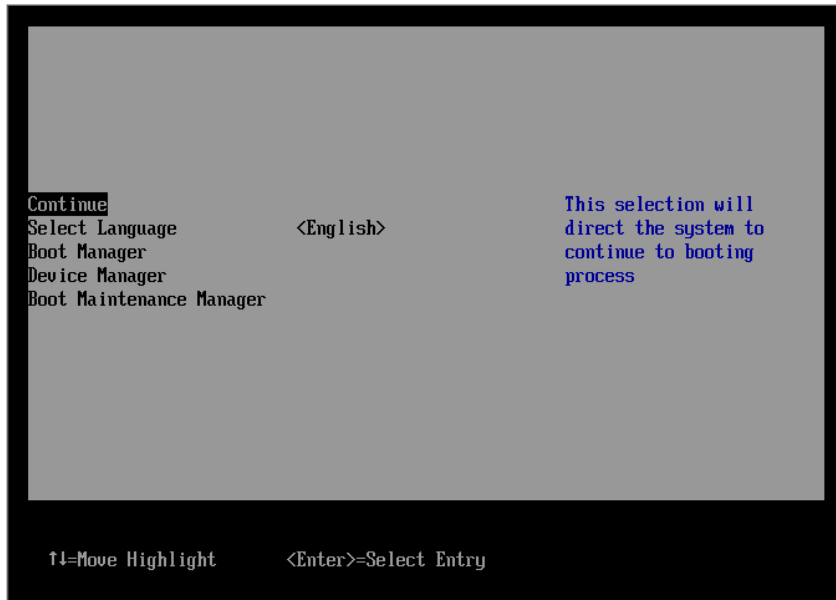 Continue
Select Language <English>
Boot Manager
Device Manager
Boot Maintenance Manager
This selection will
direct the system to
continue to booting
process
↑↓=Move Highlight <Enter>=Select Entry